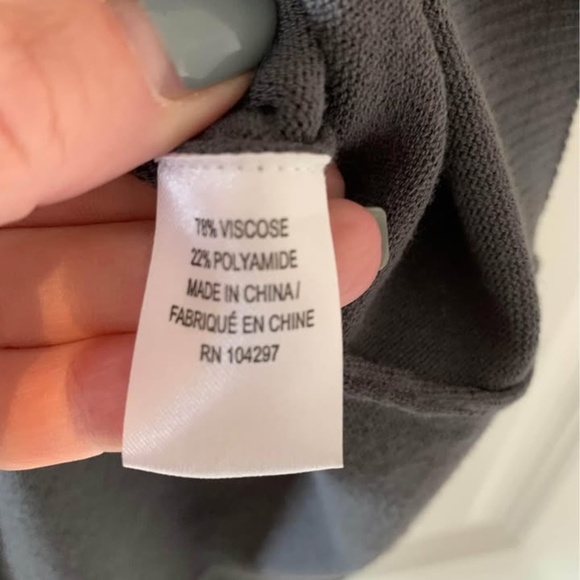 78% VISCOSE
22% POLYAMIDE
MADE IN CHINA/
FABRIQUÉ EN CHINE
RN 104297